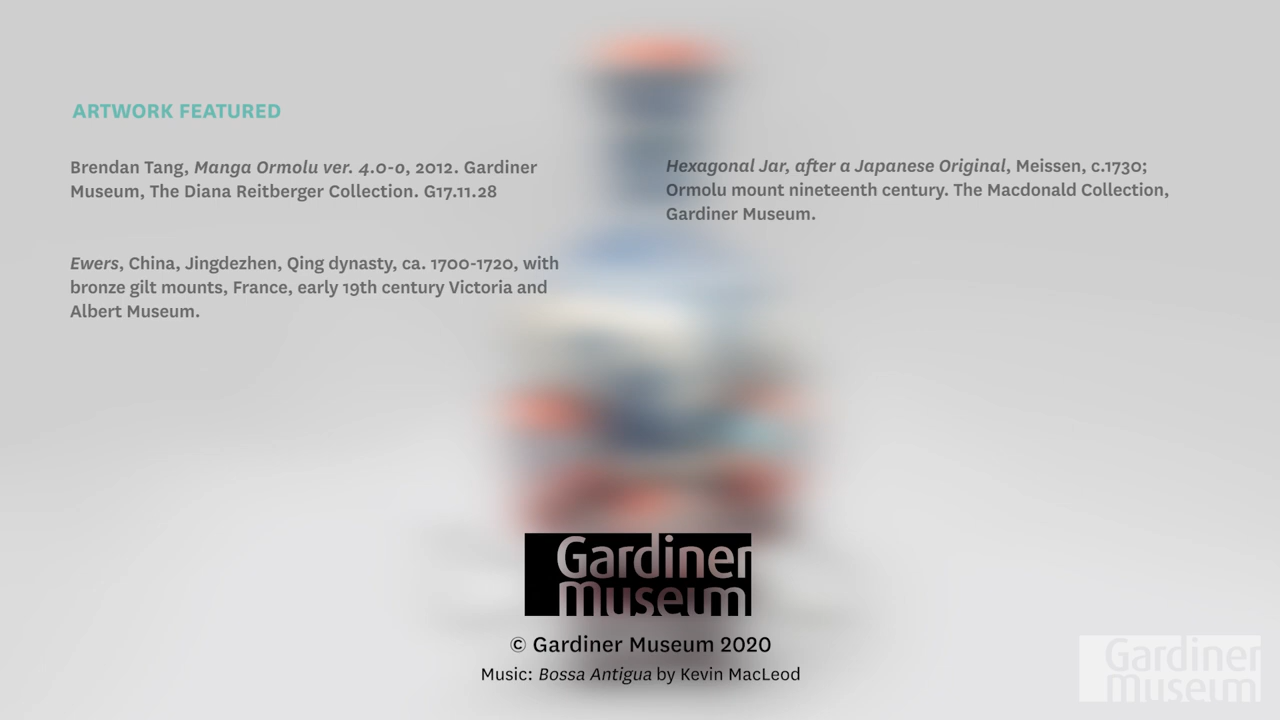 ARTWORK FEATURED
Brendan Tang, Manga Ormolu ver. 4.0-o, 2012. Gardiner
Museum, The Diana Reitberger Collection. G17.11.28
Ewers, China, Jingdezhen, Qing dynasty, ca. 1700-1720, with
bronze gilt mounts, France, early 19th century Victoria and
Albert Museum.
Hexagonal Jar, after a Japanese Original, Meissen, c.1730;
Ormolu mount nineteenth century. The Macdonald Collection,
Gardiner Museum.
Gardiner
museum
© Gardiner Museum 2020
Music: Bossa Antigua by Kevin MacLeod
Gardiner
museum